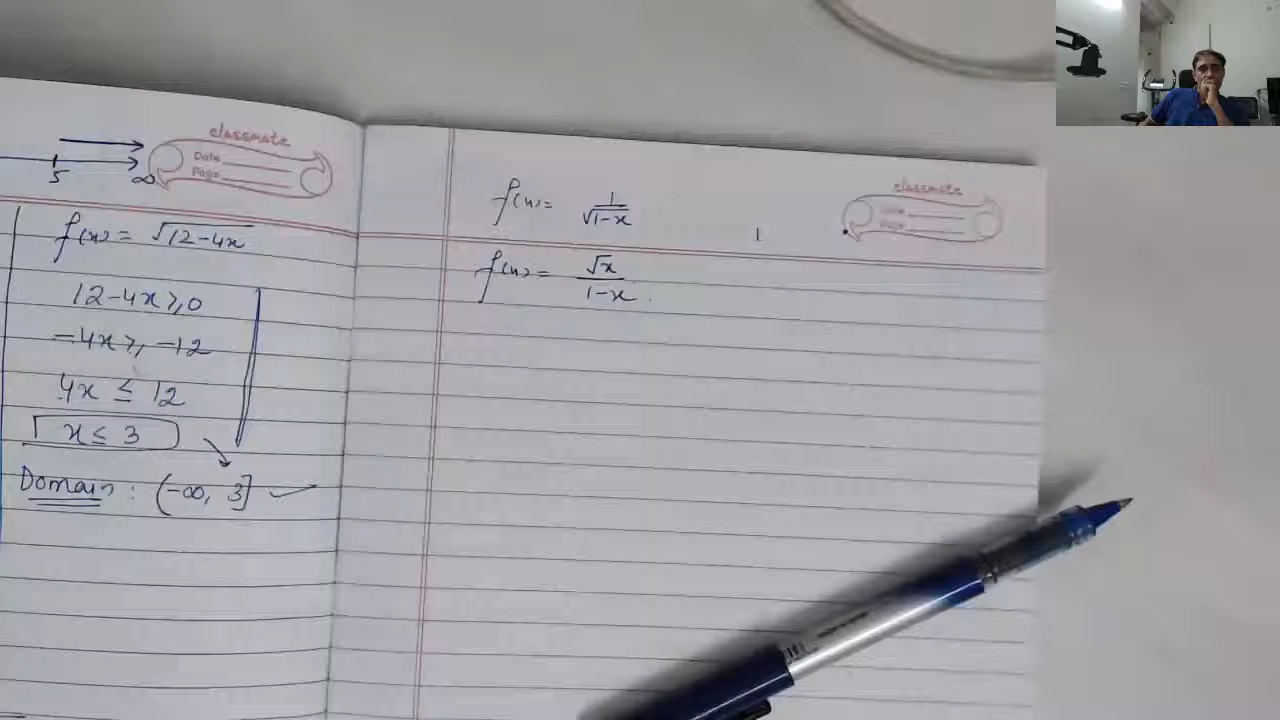 classmate
Date
Page
5 ∞
f(x) = √12-4x
12-4x ≥ 0
-4x ≥ -12
4x ≤ 12
x ≤ 3
Domain : (-∞, 3]
classmate
f(x) = 1/√1-x
1
f(x) = √x/1-x